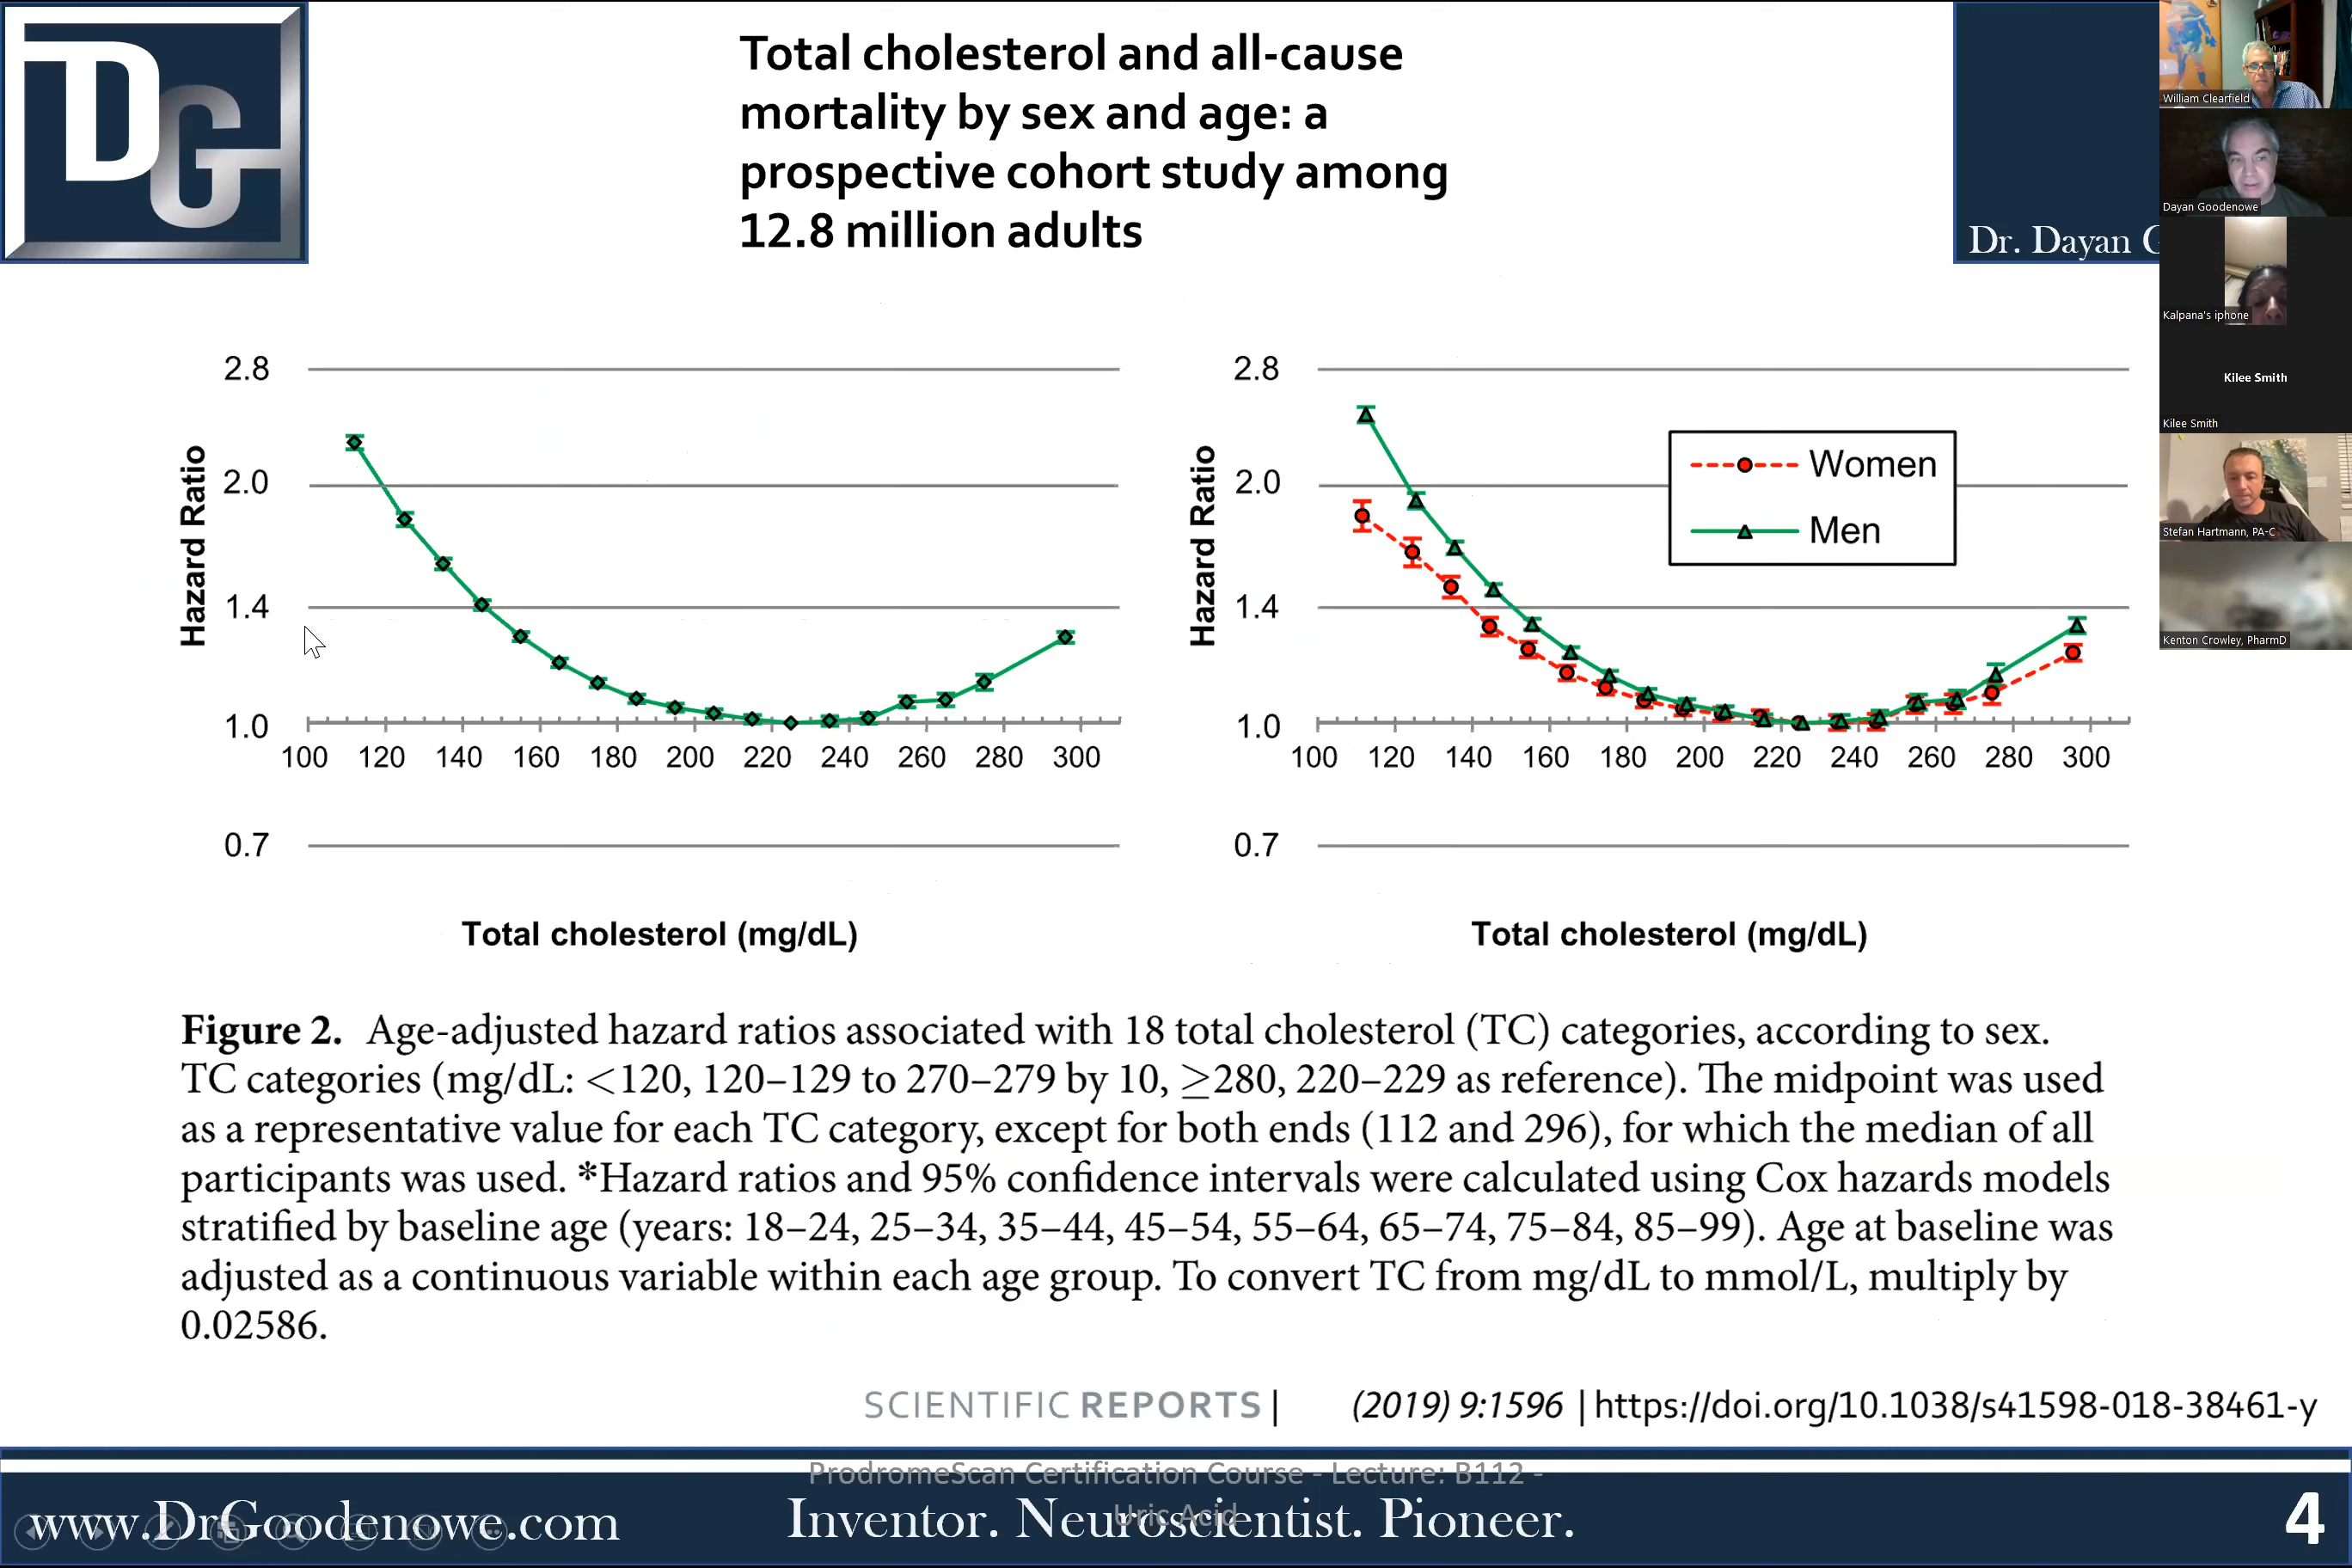 DG
Total cholesterol and all-cause
mortality by sex and age: a
prospective cohort study among
12.8 million adults
Dr. Dayan G
William Clearfield
Dayan Goodenowe
Kalpana's iphone
Kilee Smith
Kilee Smith
Stefan Hartmann, PA-C
Kenton Crowley, PharmD
Hazard Ratio
2.8
2.0
1.4
1.0
0.7
100 120 140 160 180 200 220 240 260 280 300
Total cholesterol (mg/dL)
Hazard Ratio
2.8
2.0
1.4
1.0
0.7
Women
Men
100 120 140 160 180 200 220 240 260 280 300
Total cholesterol (mg/dL)
Figure 2. Age-adjusted hazard ratios associated with 18 total cholesterol (TC) categories, according to sex.
TC categories (mg/dL: <120, 120–129 to 270–279 by 10, ≥280, 220–229 as reference). The midpoint was used
as a representative value for each TC category, except for both ends (112 and 296), for which the median of all
participants was used. *Hazard ratios and 95% confidence intervals were calculated using Cox hazards models
stratified by baseline age (years: 18–24, 25–34, 35–44, 45–54, 55–64, 65–74, 75–84, 85–99). Age at baseline was
adjusted as a continuous variable within each age group. To convert TC from mg/dL to mmol/L, multiply by
0.02586.
SCIENTIFIC REPORTS | (2019) 9:1596 | https://doi.org/10.1038/s41598-018-38461-y
ProdromeScan Certification Course - Lecture: B112 -
Uric Acid
www.DrGoodenowe.com
Inventor. Neuroscientist. Pioneer.
4